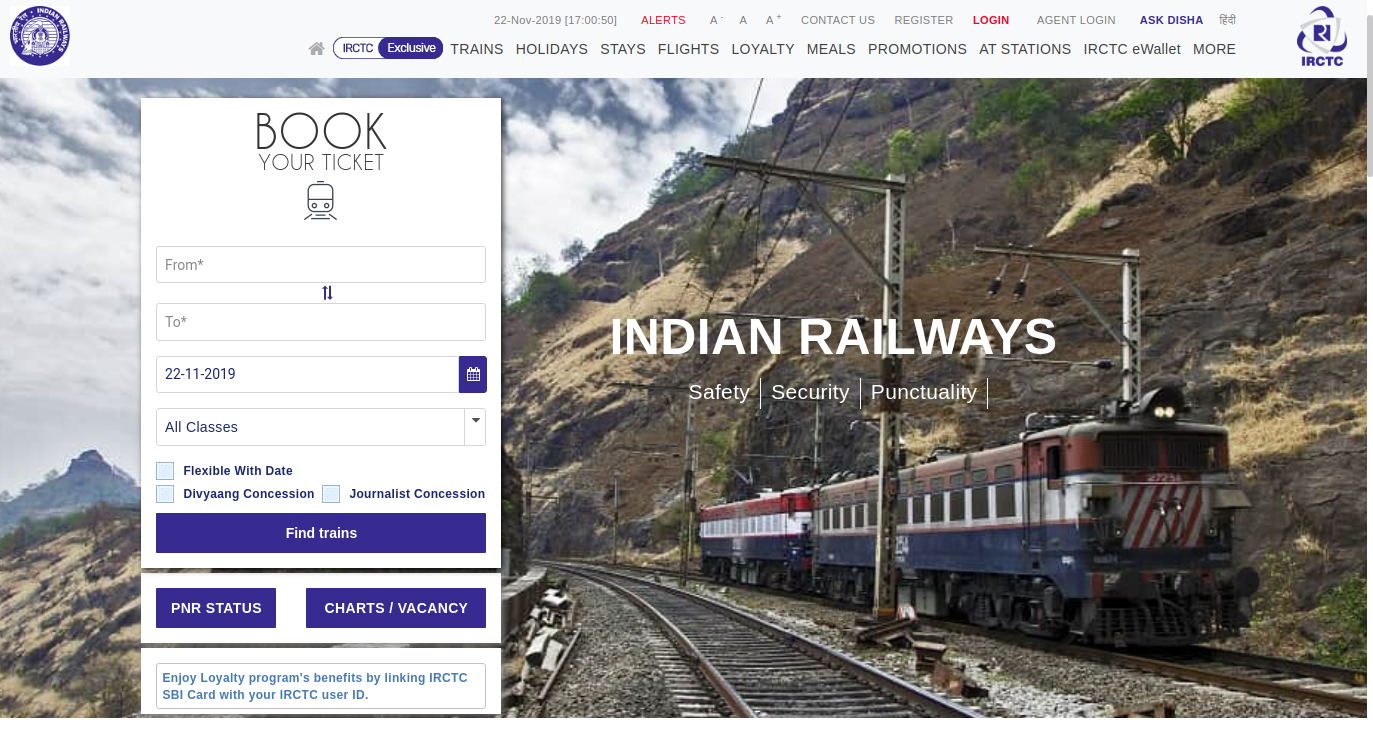 INDIAN RAILWAYS
22-Nov-2019 [17:00:50] ALERTS A - A A + CONTACT US REGISTER LOGIN AGENT LOGIN ASK DISHA हिंदी
IRCTC Exclusive TRAINS HOLIDAYS STAYS FLIGHTS LOYALTY MEALS PROMOTIONS AT STATIONS IRCTC eWallet MORE
IRCTC
BOOK
YOUR TICKET
From*
To*
22-11-2019
All Classes
Flexible With Date
Divyaang Concession Journalist Concession
Find trains
PNR STATUS CHARTS / VACANCY
Enjoy Loyalty program's benefits by linking IRCTC
SBI Card with your IRCTC user ID.
INDIAN RAILWAYS
Safety Security Punctuality